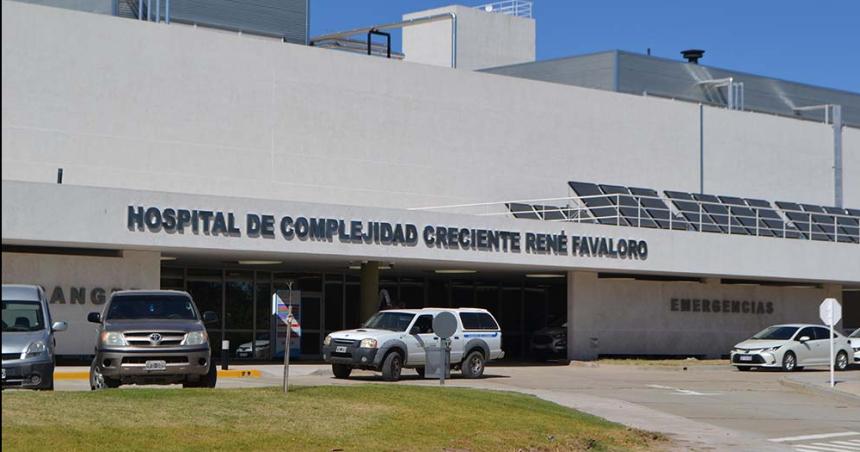 HOSPITAL DE COMPLEJIDAD CRECIENTE RENÉ FAVALORO
EMERGENCIAS